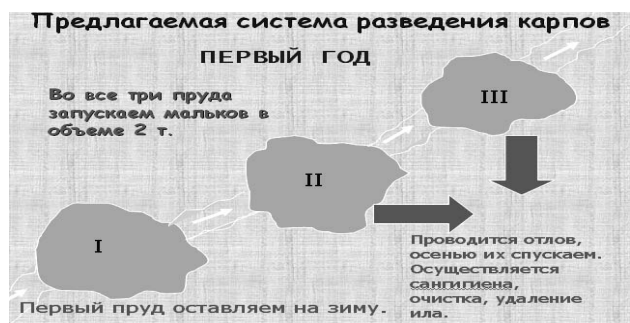 Предлагаемая система разведения карпов
ПЕРВЫЙ ГОД
Во все три пруда
запускаем мальков в
объеме 2 т.
III
II
I
Проводится отлов,
осенью их спускаем.
Осуществляется
сангигиена,
очистка, удаление
ила.
Первый пруд оставляем на зиму.